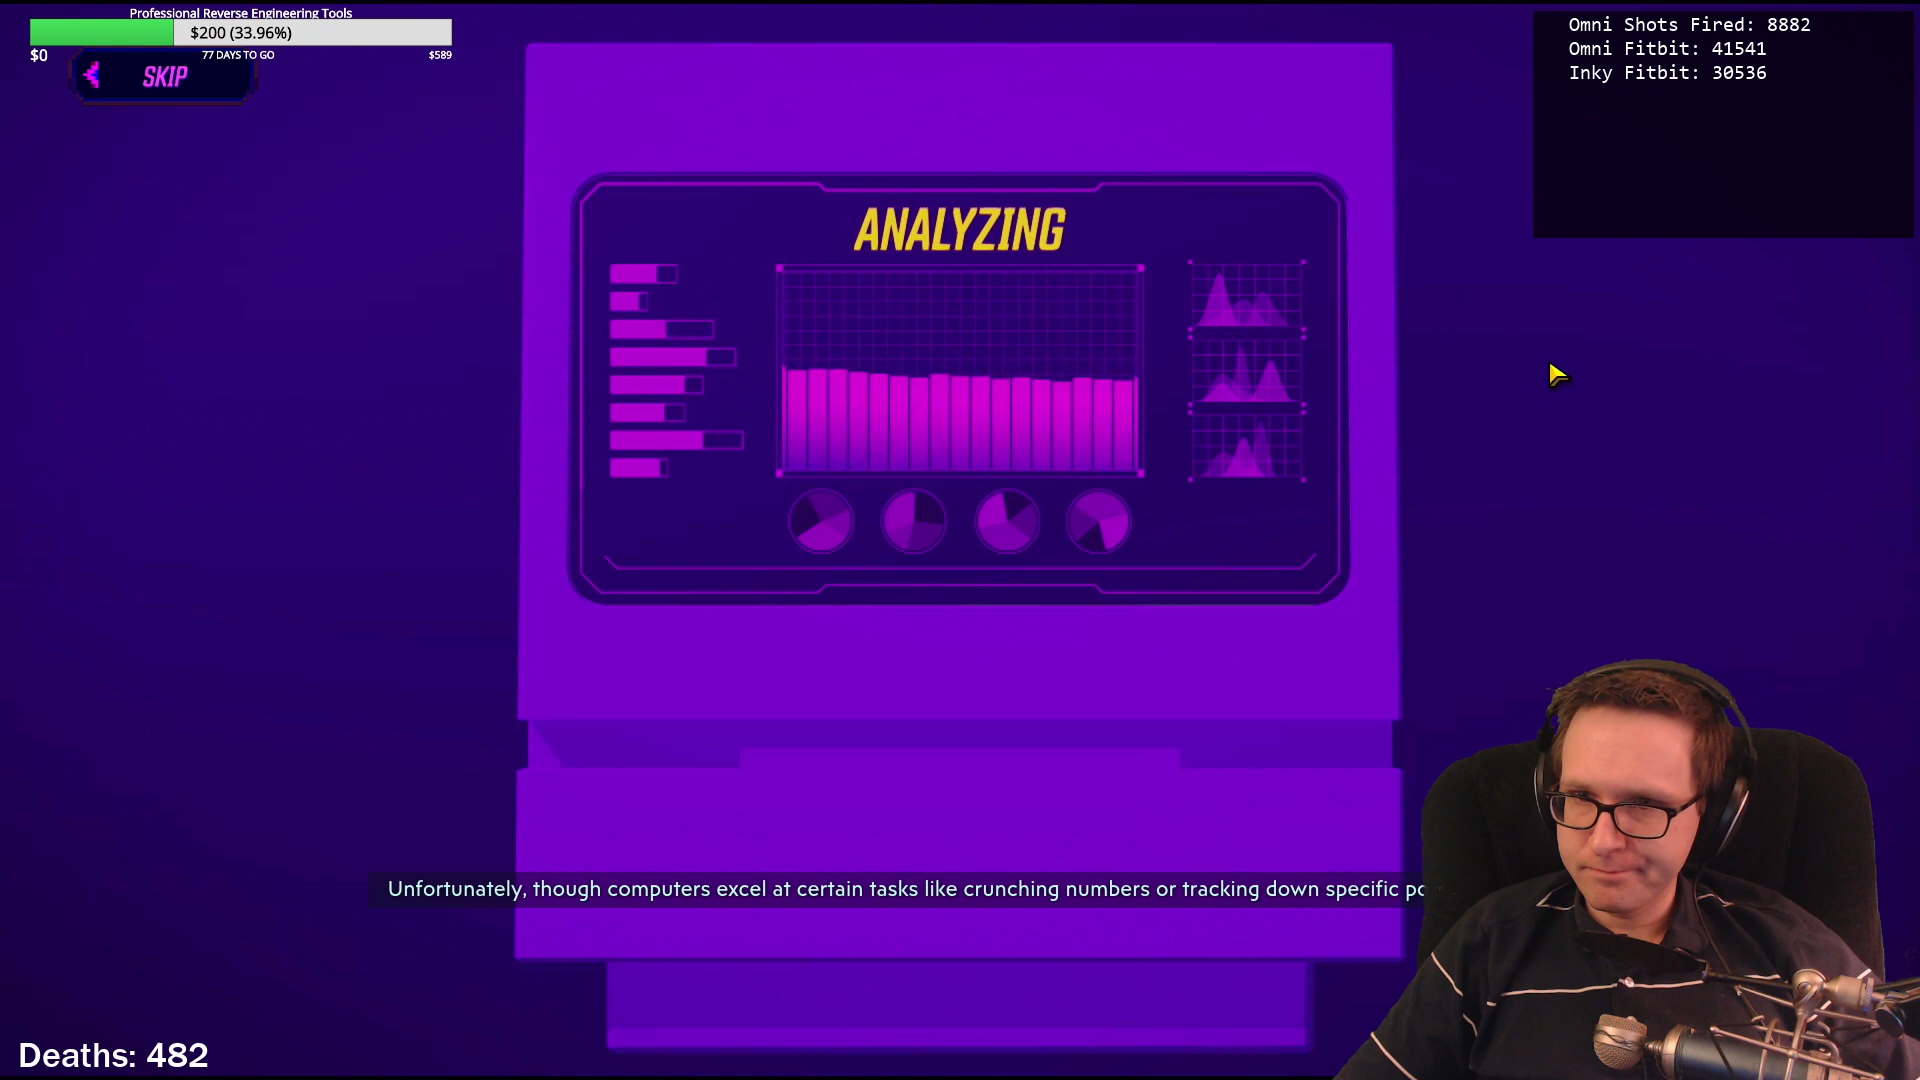 Professional Reverse Engineering Tools
$200 (33.96%)
$0
77 DAYS TO GO
$589
SKIP
Omni Shots Fired: 8882
Omni Fitbit: 41541
Inky Fitbit: 30536
ANALYZING
Unfortunately, though computers excel at certain tasks like crunching numbers or tracking down specific
Deaths: 482